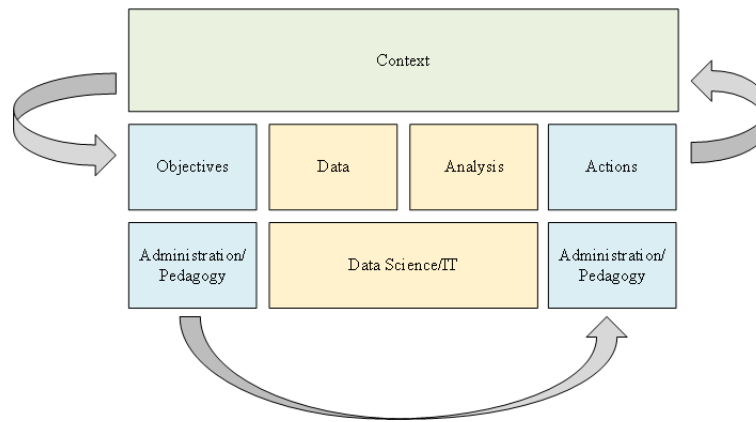 Context
Objectives
Data
Analysis
Actions
Administration/
Pedagogy
Data Science/IT
Administration/
Pedagogy